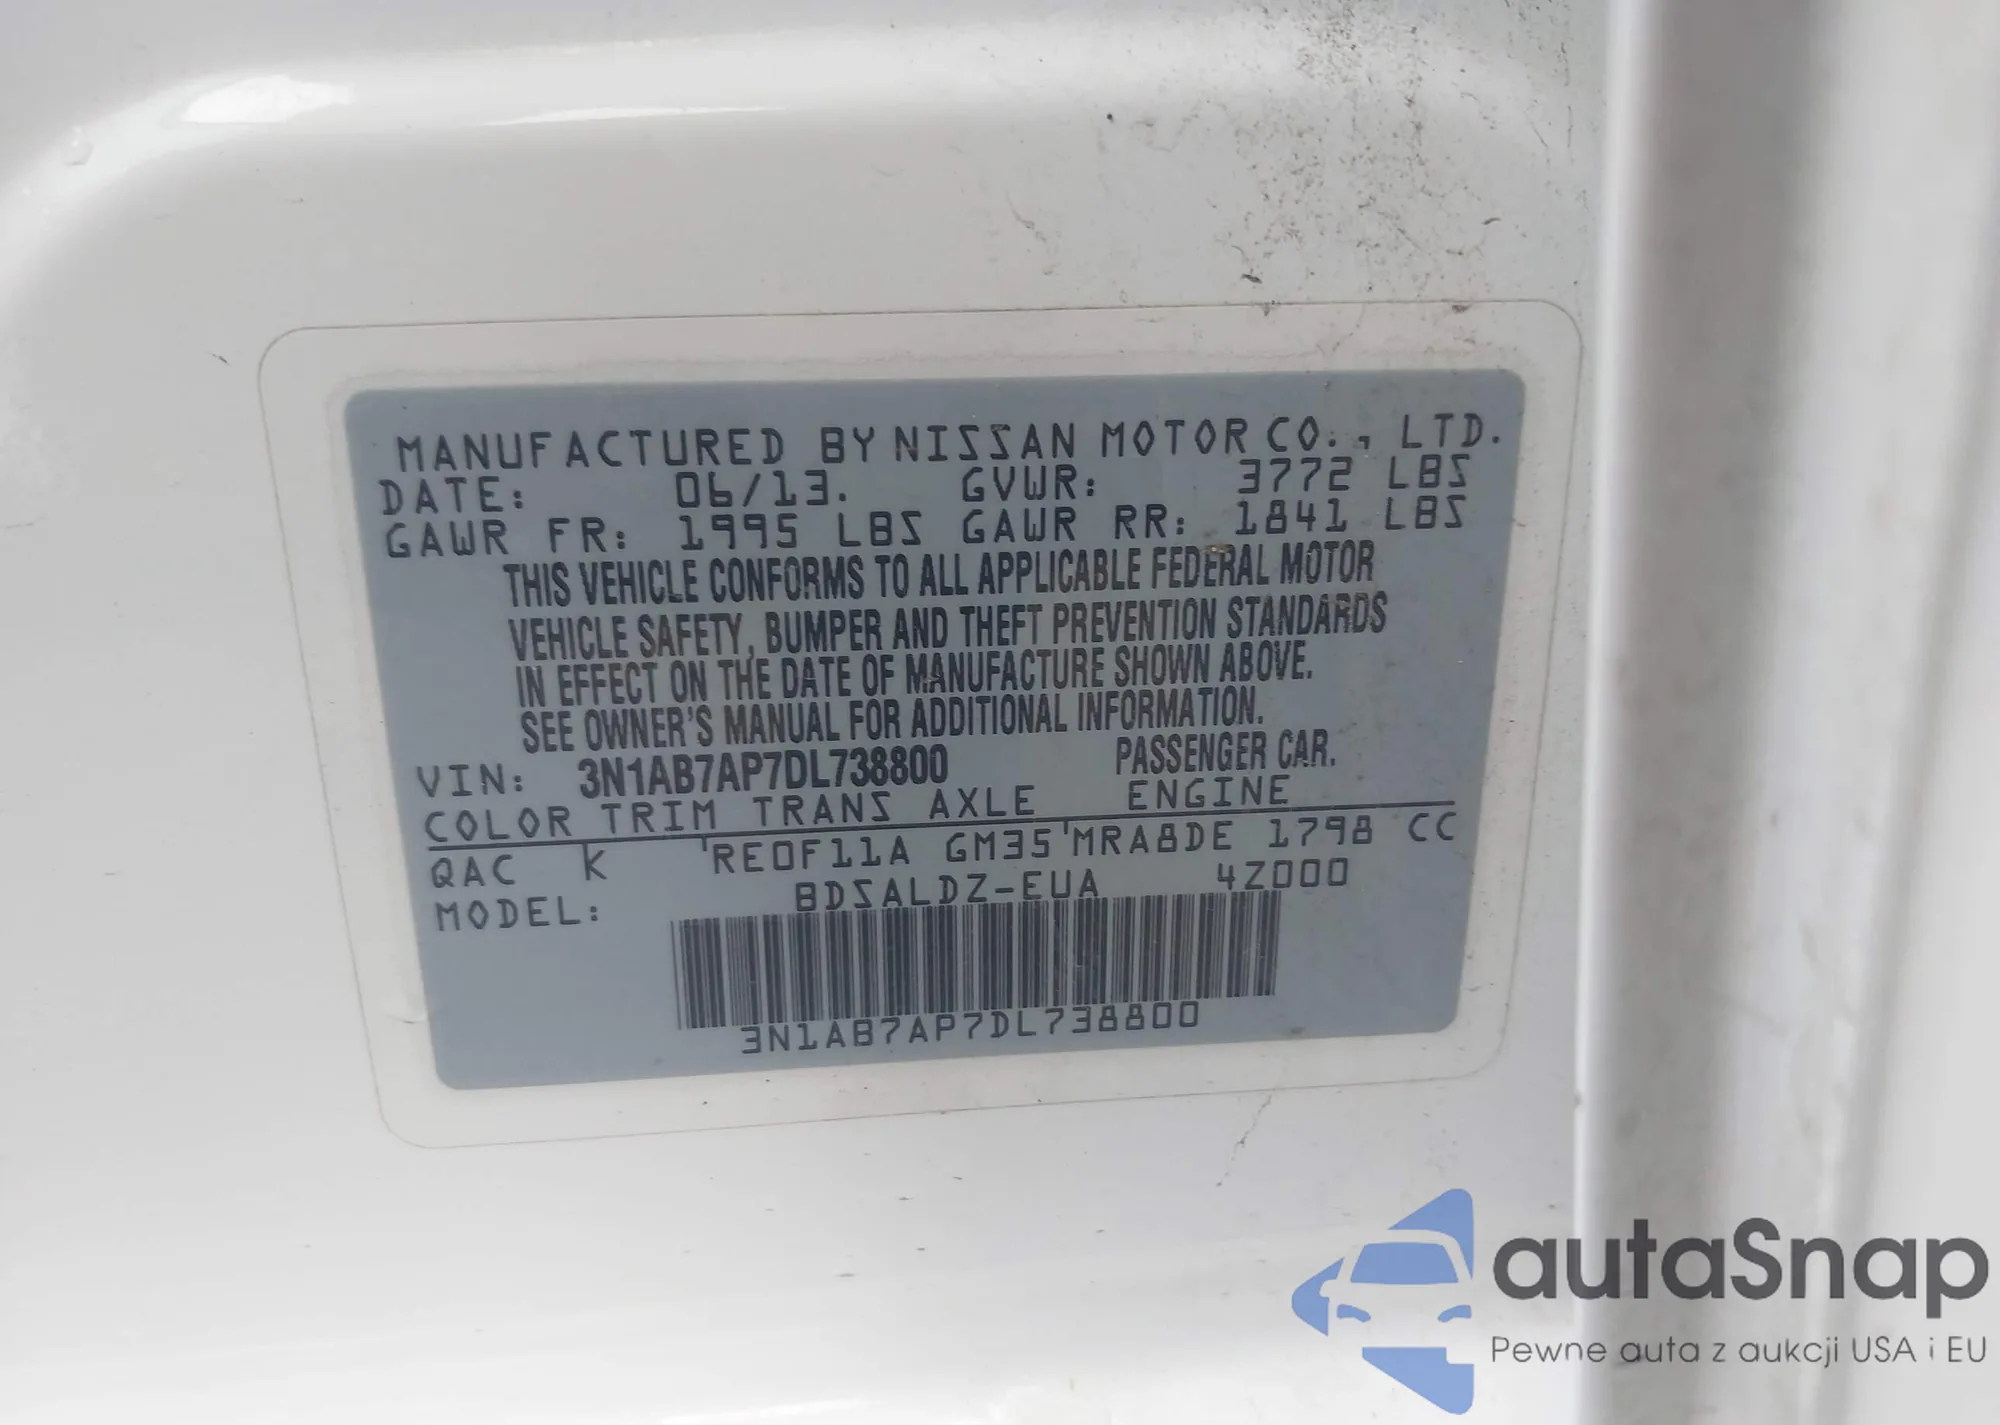 MANUFACTURED BY NISSAN MOTOR CO., LTD.
DATE: 06/13. GVWR: 3772 LBS
GAWR FR: 1995 LBS GAWR RR: 1841 LBS
THIS VEHICLE CONFORMS TO ALL APPLICABLE FEDERAL MOTOR
VEHICLE SAFETY, BUMPER AND THEFT PREVENTION STANDARDS
IN EFFECT ON THE DATE OF MANUFACTURE SHOWN ABOVE.
SEE OWNER'S MANUAL FOR ADDITIONAL INFORMATION.
VIN: 3N1AB7AP7DL738800 PASSENGER CAR.
COLOR TRIM TRANS AXLE ENGINE
QAC K RE0F11A GM35 MRA8DE 1798 CC
MODEL: BDSALDZ-EUA 4Z000
3N1AB7AP7DL738800
autaSnap
Pewne auta z aukcji USA i EU